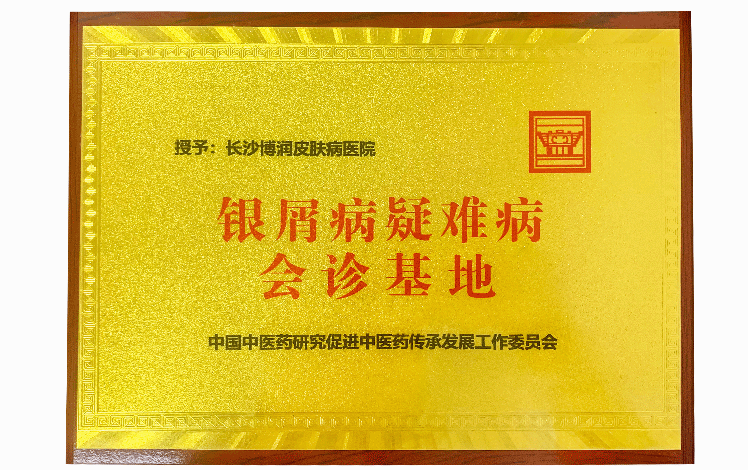 授予：长沙博润皮肤病医院
银屑病疑难病
会诊基地
中国中医药研究促进中医药传承发展工作委员会